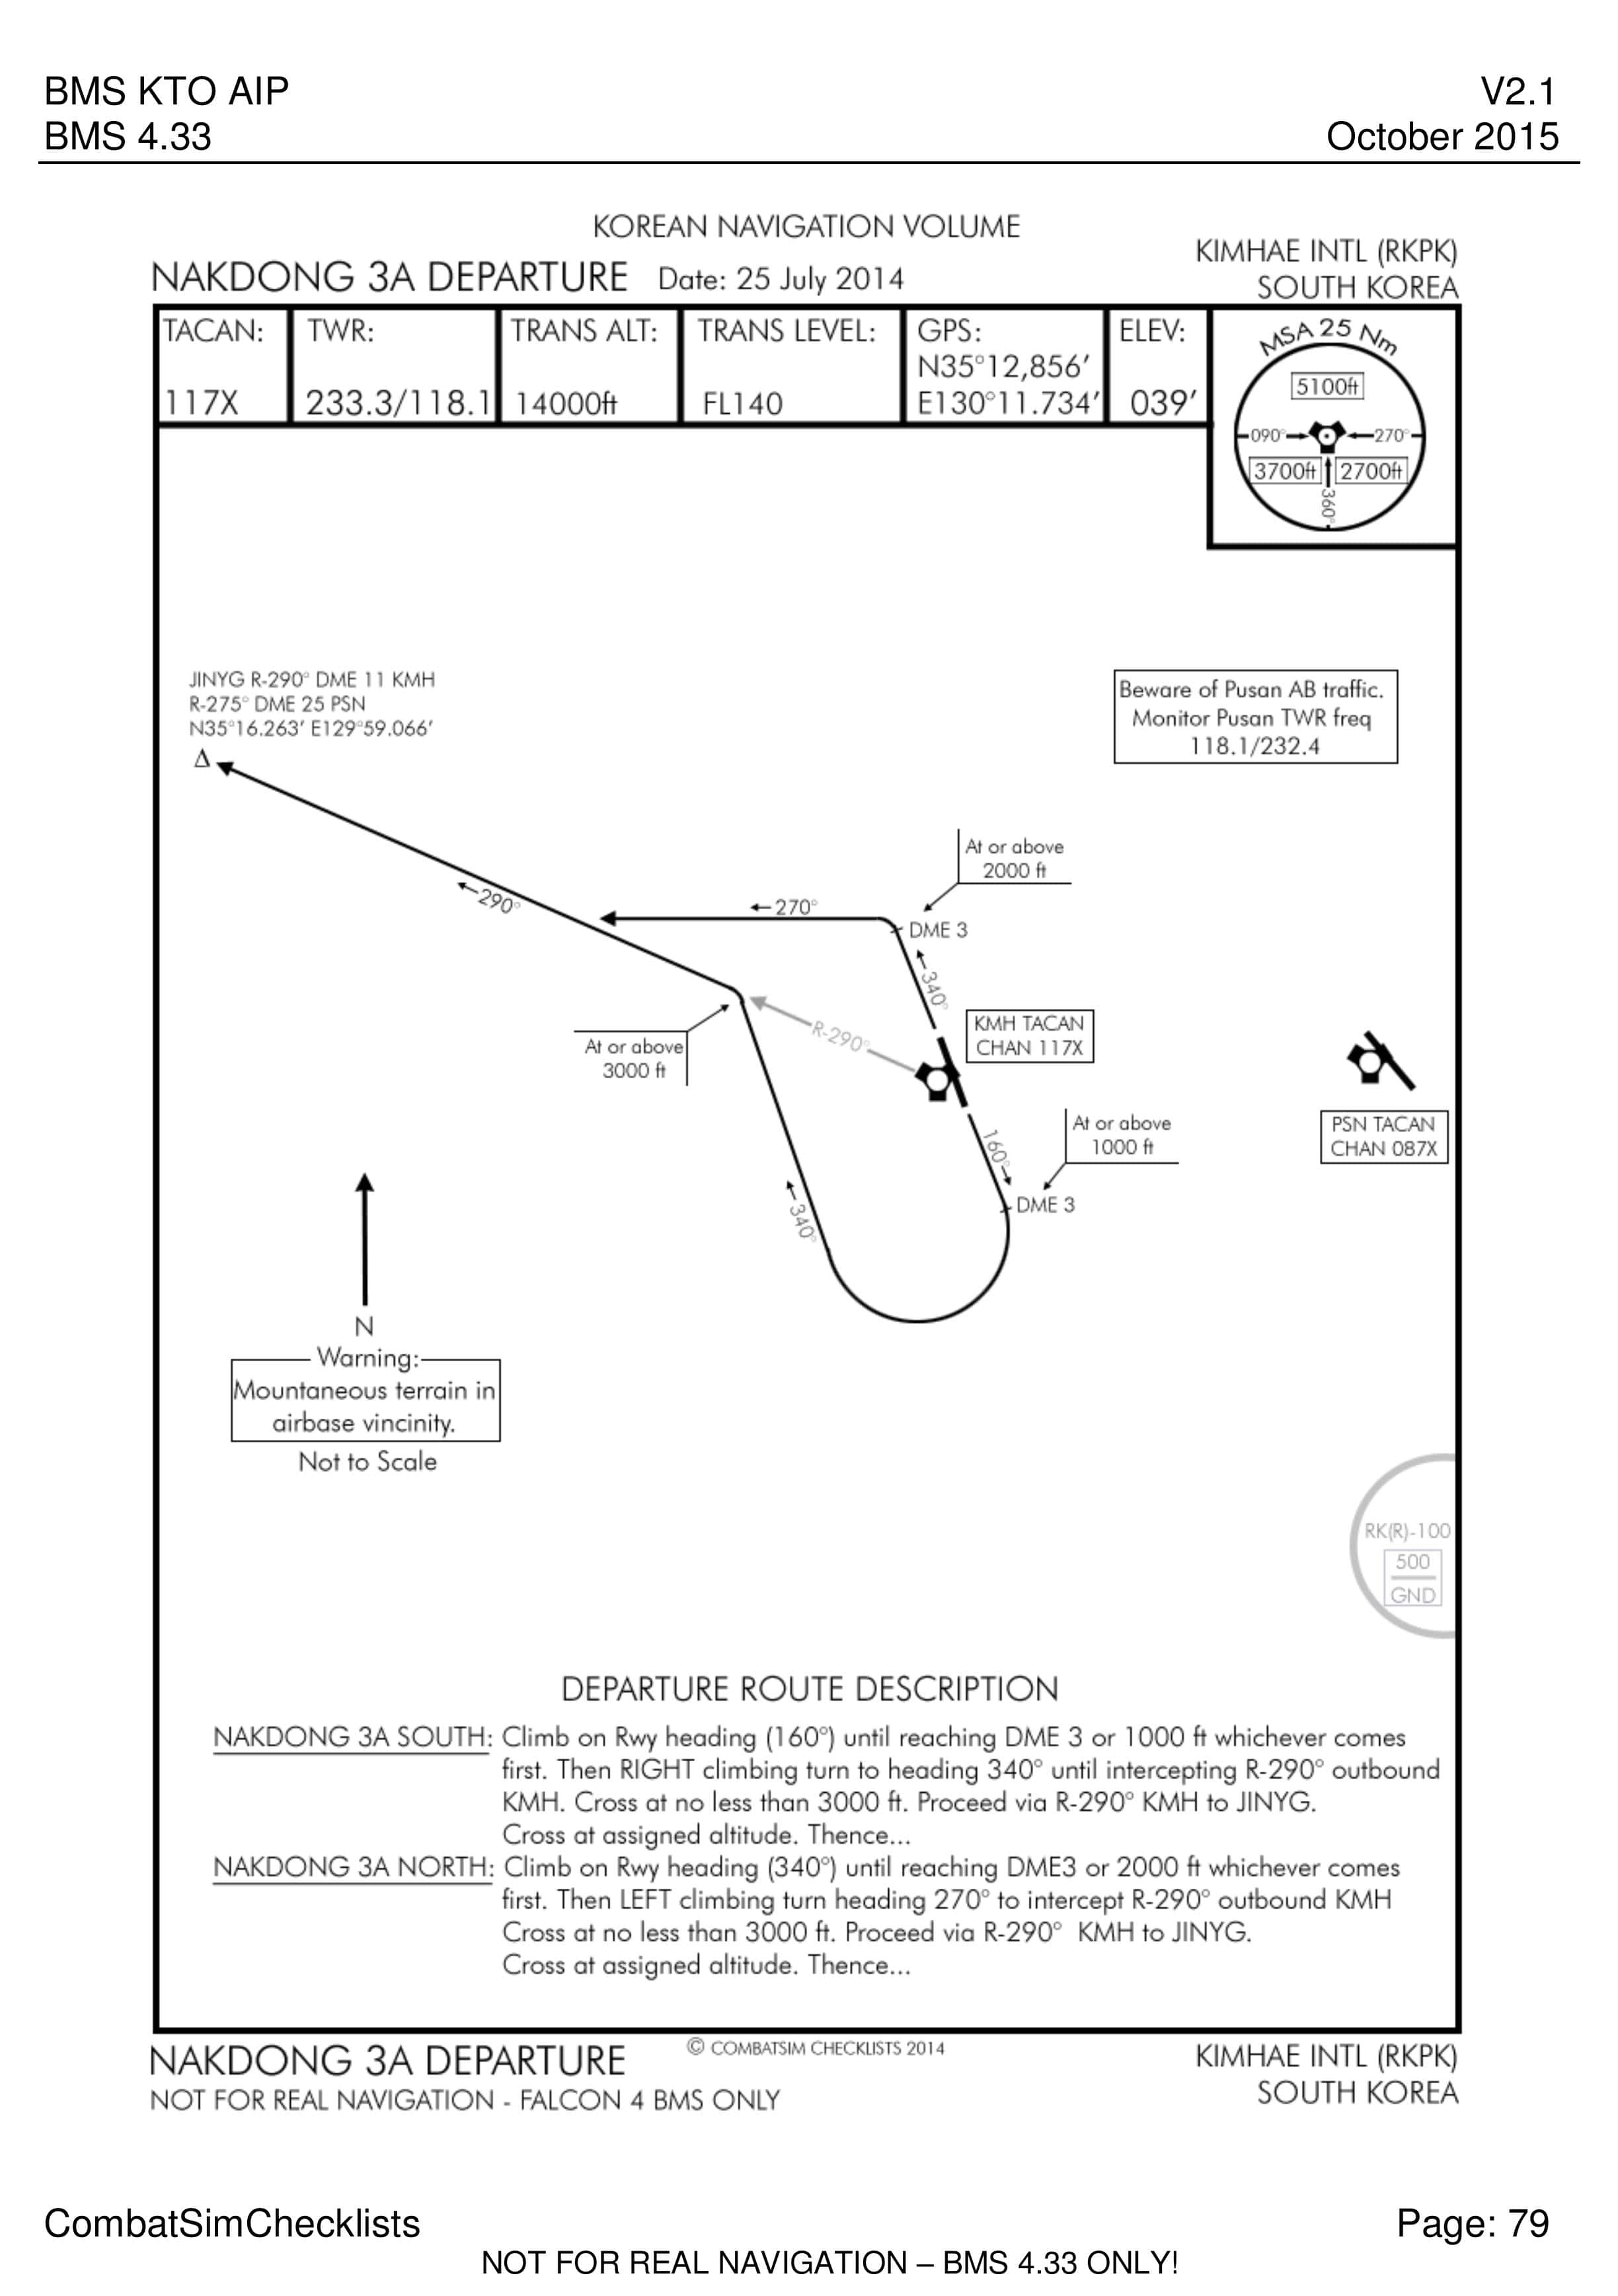 BMS KTO AIP
V2.1
BMS 4.33
October 2015
KOREAN NAVIGATION VOLUME
NAKDONG 3A DEPARTURE Date: 25 July 2014
KIMHAE INTL (RKPK)
SOUTH KOREA
TACAN:
117X
TWR:
233.3/118.1
TRANS ALT:
14000ft
TRANS LEVEL:
FL140
GPS:
N35°12,856′
E130°11.734′
ELEV:
039′
MSA 25 Nm
5100ft
090°
270°
3700ft
2700ft
360°
JINYG R-290° DME 11 KMH
R-275° DME 25 PSN
N35°16.263′ E129°59.066′
Beware of Pusan AB traffic.
Monitor Pusan TWR freq
118.1/232.4
At or above
2000 ft
290°
270°
DME 3
340°
KMH TACAN
CHAN 117X
R-290°
At or above
3000 ft
At or above
1000 ft
160°
PSN TACAN
CHAN 087X
DME 3
340°
N
Warning:
Mountaneous terrain in
airbase vincinity.
Not to Scale
RK(R)-100
500
GND
DEPARTURE ROUTE DESCRIPTION
NAKDONG 3A SOUTH: Climb on Rwy heading (160°) until reaching DME 3 or 1000 ft whichever comes
first. Then RIGHT climbing turn to heading 340° until intercepting R-290° outbound
KMH. Cross at no less than 3000 ft. Proceed via R-290° KMH to JINYG.
Cross at assigned altitude. Thence...
NAKDONG 3A NORTH: Climb on Rwy heading (340°) until reaching DME3 or 2000 ft whichever comes
first. Then LEFT climbing turn heading 270° to intercept R-290° outbound KMH
Cross at no less than 3000 ft. Proceed via R-290° KMH to JINYG.
Cross at assigned altitude. Thence...
NAKDONG 3A DEPARTURE
© COMBATSIM CHECKLISTS 2014
KIMHAE INTL (RKPK)
NOT FOR REAL NAVIGATION - FALCON 4 BMS ONLY
SOUTH KOREA
CombatSimChecklists
Page: 79
NOT FOR REAL NAVIGATION – BMS 4.33 ONLY!